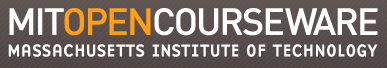 MITOPENCOURSEWARE
MASSACHUSETTS INSTITUTE OF TECHNOLOGY